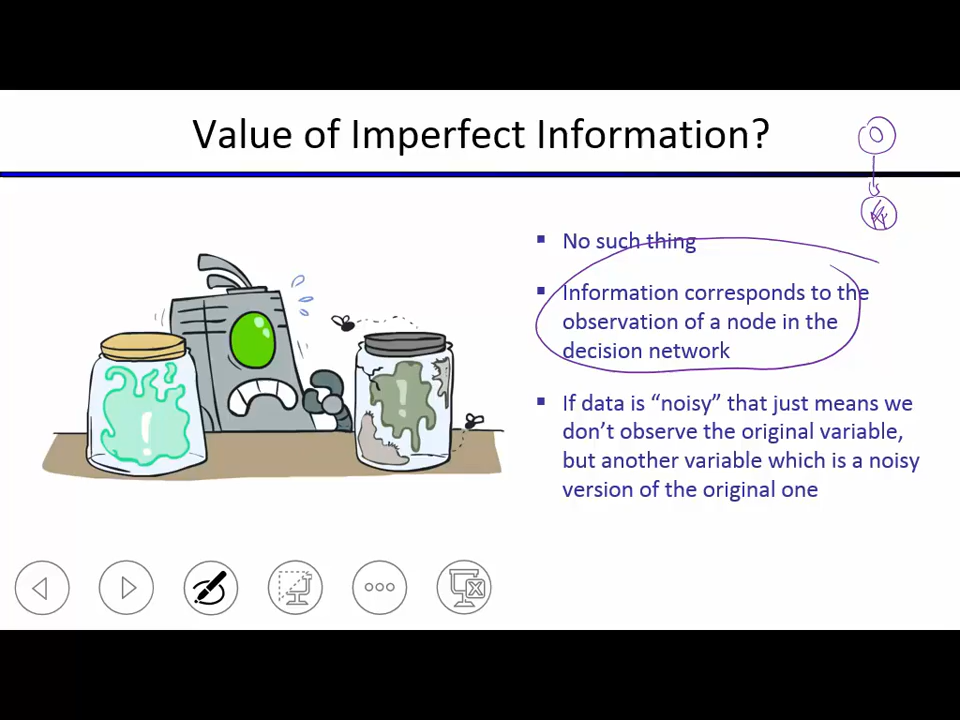 Value of Imperfect Information?
▪ No such thing
▪ Information corresponds to the
observation of a node in the
decision network
▪ If data is “noisy” that just means we
don’t observe the original variable,
but another variable which is a noisy
version of the original one